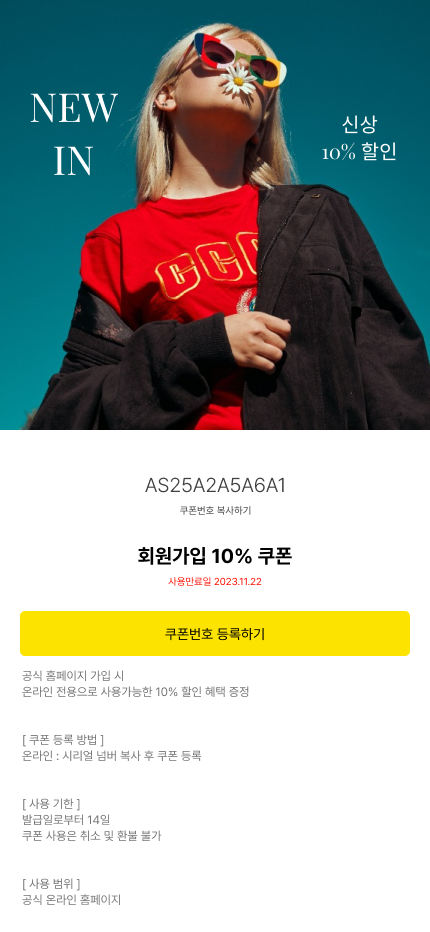 NEW
IN
신상
10% 할인
AS25A2A5A6A1
쿠폰번호 복사하기
회원가입 10% 쿠폰
사용만료일 2023.11.22
쿠폰번호 등록하기
공식 홈페이지 가입 시
온라인 전용으로 사용가능한 10% 할인 혜택 증정
[ 쿠폰 등록 방법 ]
온라인 : 시리얼 넘버 복사 후 쿠폰 등록
[ 사용 기한 ]
발급일로부터 14일
쿠폰 사용은 취소 및 환불 불가
[ 사용 범위 ]
공식 온라인 홈페이지